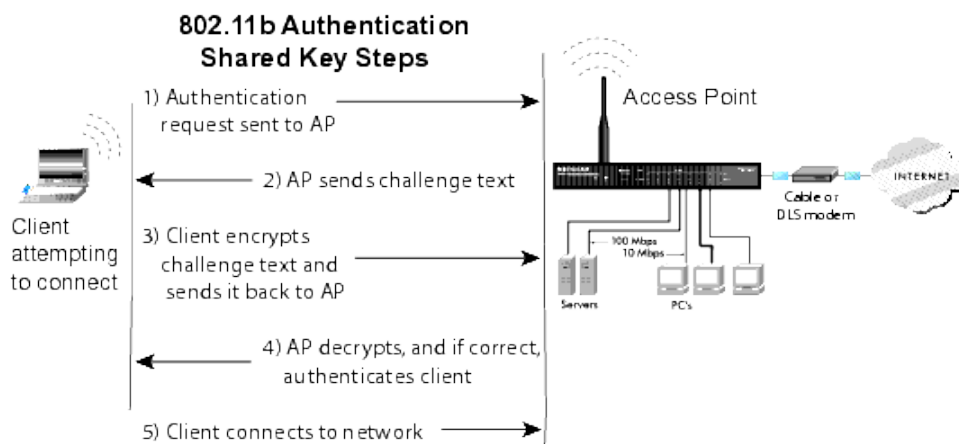 802.11b Authentication
Shared Key Steps
1) Authentication
request sent to AP
2) AP sends challenge text
3) Client encrypts
challenge text and
sends it back to AP
4) AP decrypts, and if correct,
authenticates client
5) Client connects to network
Client
attempting
to connect
Access Point
NETGEAR
INTERNET
Cable or
DLS modem
100 Mbps
10 Mbps
Servers
PC's